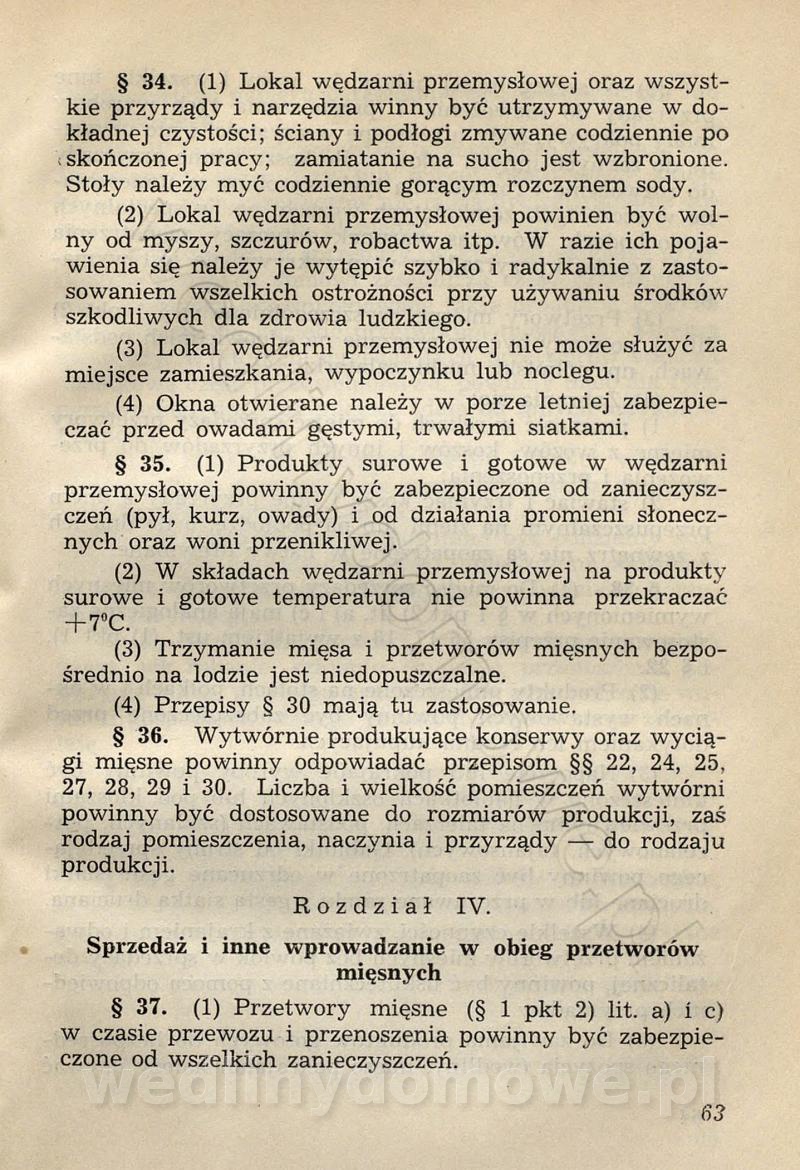 § 34. (1) Lokal wędzarni przemysłowej oraz wszyst-
kie przyrządy i narzędzia winny być utrzymywane w do-
kładnej czystości; ściany i podłogi zmywane codziennie po
skończonej pracy; zamiatanie na sucho jest wzbronione.
Stoły należy myć codziennie gorącym rozczynem sody.
(2) Lokal wędzarni przemysłowej powinien być wol-
ny od myszy, szczurów, robactwa itp. W razie ich poja-
wienia się należy je wytępić szybko i radykalnie z zasto-
sowaniem wszelkich ostrożności przy używaniu środków
szkodliwych dla zdrowia ludzkiego.
(3) Lokal wędzarni przemysłowej nie może służyć za
miejsce zamieszkania, wypoczynku lub noclegu.
(4) Okna otwierane należy w porze letniej zabezpie-
czać przed owadami gęstymi, trwałymi siatkami.
§ 35. (1) Produkty surowe i gotowe w wędzarni
przemysłowej powinny być zabezpieczone od zanieczysz-
czeń (pył, kurz, owady) i od działania promieni słonecz-
nych oraz woni przenikliwej.
(2) W składach wędzarni przemysłowej na produkty
surowe i gotowe temperatura nie powinna przekraczać
+7°C.
(3) Trzymanie mięsa i przetworów mięsnych bezpo-
średnio na lodzie jest niedopuszczalne.
(4) Przepisy § 30 mają tu zastosowanie.
§ 36. Wytwórnie produkujące konserwy oraz wycią-
gi mięsne powinny odpowiadać przepisom §§ 22, 24, 25,
27, 28, 29 i 30. Liczba i wielkość pomieszczeń wytwórni
powinny być dostosowane do rozmiarów produkcji, zaś
rodzaj pomieszczenia, naczynia i przyrządy — do rodzaju
produkcji.
Rozdział IV.
Sprzedaż i inne wprowadzanie w obieg przetworów
mięsnych
§ 37. (1) Przetwory mięsne (§ 1 pkt 2) lit. a) i c)
w czasie przewozu i przenoszenia powinny być zabezpie-
czone od wszelkich zanieczyszczeń.
wedlinydomowe.pl
63